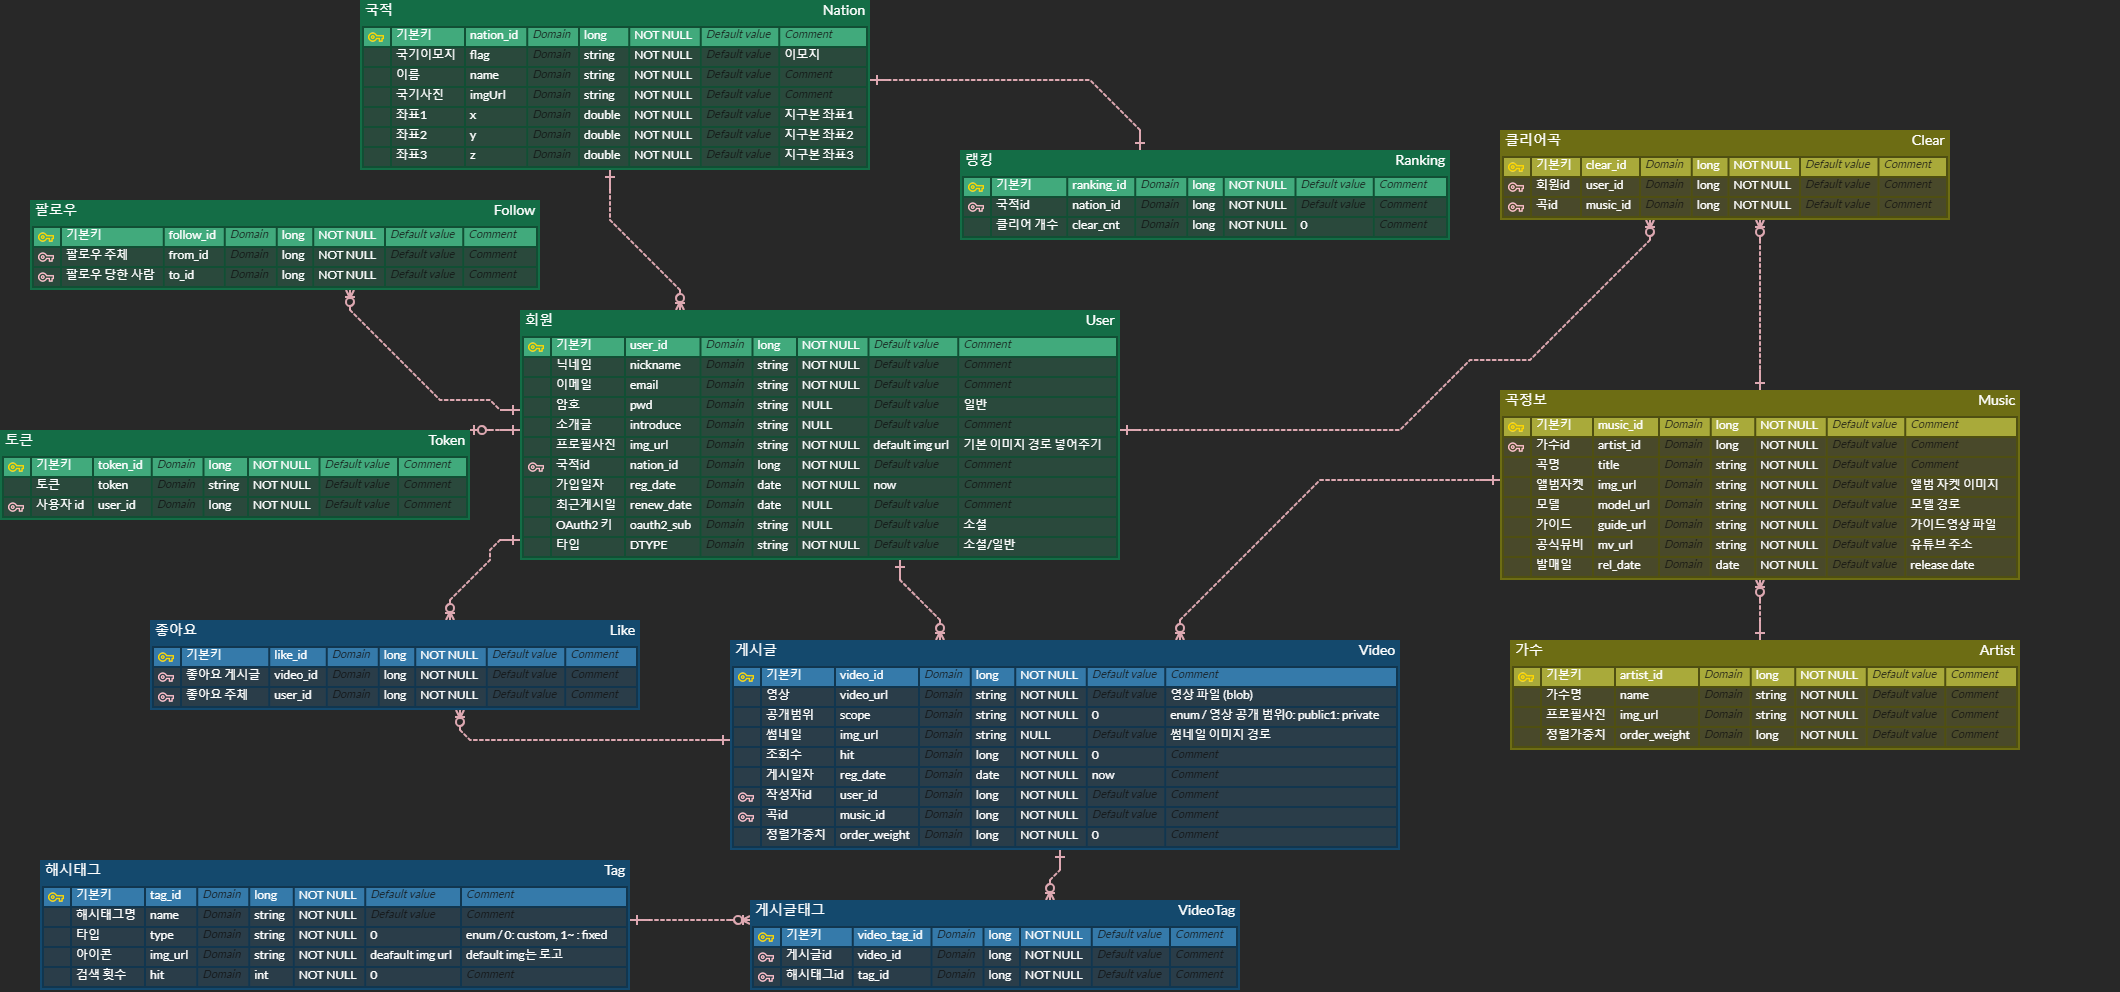 국적 Nation
기본키 nation_id Domain long NOT NULL Default value Comment
국기이모지 flag Domain string NOT NULL Default value 이모지
이름 name Domain string NOT NULL Default value Comment
국기사진 imgUrl Domain string NOT NULL Default value Comment
좌표1 x Domain double NOT NULL Default value 지구본 좌표1
좌표2 y Domain double NOT NULL Default value 지구본 좌표2
좌표3 z Domain double NOT NULL Default value 지구본 좌표3
랭킹 Ranking
기본키 ranking_id Domain long NOT NULL Default value Comment
국적id nation_id Domain long NOT NULL Default value Comment
클리어 개수 clear_cnt Domain long NOT NULL 0 Comment
클리어곡 Clear
기본키 clear_id Domain long NOT NULL Default value Comment
회원id user_id Domain long NOT NULL Default value Comment
곡id music_id Domain long NOT NULL Default value Comment
팔로우 Follow
기본키 follow_id Domain long NOT NULL Default value Comment
팔로우 주체 from_id Domain long NOT NULL Default value Comment
팔로우 당한 사람 to_id Domain long NOT NULL Default value Comment
회원 User
기본키 user_id Domain long NOT NULL Default value Comment
닉네임 nickname Domain string NOT NULL Default value Comment
이메일 email Domain string NOT NULL Default value Comment
암호 pwd Domain string NULL Default value 일반
소개글 introduce Domain string NULL Default value Comment
프로필사진 img_url Domain string NOT NULL default img url 기본 이미지 경로 넣어주기
국적id nation_id Domain long NOT NULL Default value Comment
가입일자 reg_date Domain date NOT NULL now Comment
최근게시일 renew_date Domain date NULL Default value Comment
OAuth2 키 oauth2_sub Domain string NULL Default value 소셜
타입 DTYPE Domain string NOT NULL Default value 소셜/일반
토큰 Token
기본키 token_id Domain long NOT NULL Default value Comment
토큰 token Domain string NOT NULL Default value Comment
사용자 id user_id Domain long NOT NULL Default value Comment
곡정보 Music
기본키 music_id Domain long NOT NULL Default value Comment
가수id artist_id Domain long NOT NULL Default value Comment
곡명 title Domain string NOT NULL Default value Comment
앨범자켓 img_url Domain string NOT NULL Default value 앨범 자켓 이미지
모델 model_url Domain string NOT NULL Default value 모델 경로
가이드 guide_url Domain string NOT NULL Default value 가이드영상 파일
공식뮤비 mv_url Domain string NOT NULL Default value 유튜브 주소
발매일 rel_date Domain date NOT NULL Default value release date
좋아요 Like
기본키 like_id Domain long NOT NULL Default value Comment
좋아요 게시글 video_id Domain long NOT NULL Default value Comment
좋아요 주체 user_id Domain long NOT NULL Default value Comment
게시글 Video
기본키 video_id Domain long NOT NULL Default value Comment
영상 video_url Domain string NOT NULL Default value 영상 파일 (blob)
공개범위 scope Domain string NOT NULL 0 enum / 영상 공개 범위0: public1: private
썸네일 img_url Domain string NULL Default value 썸네일 이미지 경로
조회수 hit Domain long NOT NULL 0 Comment
게시일자 reg_date Domain date NOT NULL now Comment
작성자id user_id Domain long NOT NULL Default value Comment
곡id music_id Domain long NOT NULL Default value Comment
정렬가중치 order_weight Domain long NOT NULL 0 Comment
가수 Artist
기본키 artist_id Domain long NOT NULL Default value Comment
가수명 name Domain string NOT NULL Default value Comment
프로필사진 img_url Domain string NOT NULL Default value Comment
정렬가중치 order_weight Domain long NOT NULL Default value Comment
해시태그 Tag
기본키 tag_id Domain long NOT NULL Default value Comment
해시태그명 name Domain string NOT NULL Default value Comment
타입 type Domain string NOT NULL 0 enum / 0: custom, 1~ : fixed
아이콘 img_url Domain string NOT NULL deafault img url default img는 로고
검색 횟수 hit Domain int NOT NULL 0 Comment
게시글태그 VideoTag
기본키 video_tag_id Domain long NOT NULL Default value Comment
게시글id video_id Domain long NOT NULL Default value Comment
해시태그id tag_id Domain long NOT NULL Default value Comment